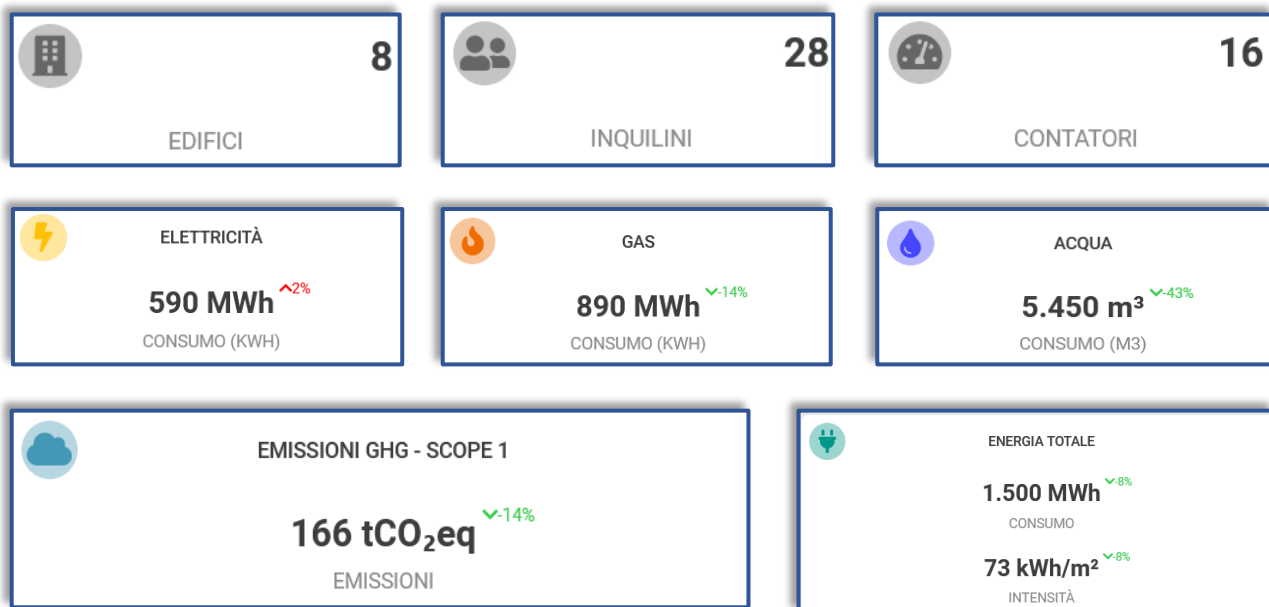 8
EDIFICI
28
INQUILINI
16
CONTATORI
ELETTRICITÀ
590 MWh 2%
CONSUMO (KWH)
GAS
890 MWh -14%
CONSUMO (KWH)
ACQUA
5.450 m³ -43%
CONSUMO (M3)
EMISSIONI GHG - SCOPE 1
166 tCO₂eq -14%
EMISSIONI
ENERGIA TOTALE
1.500 MWh -8%
CONSUMO
73 kWh/m² -8%
INTENSITÀ